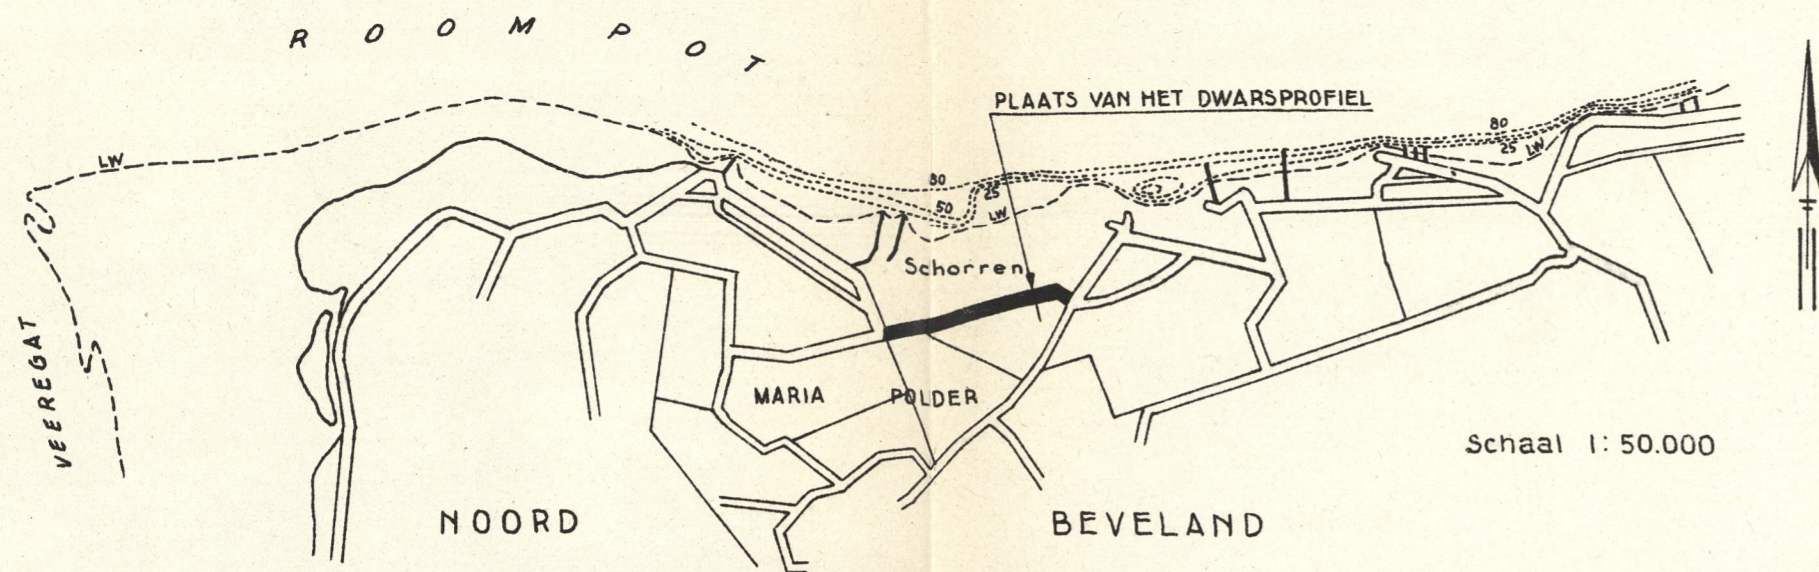 ROOMPOT
PLAATS VAN HET DWARSPROFIEL
80
25
LW
LW
80
25
50
LW
Schorren
VEEREGAT
MARIA POLDER
Schaal 1:50.000
NOORD BEVELAND